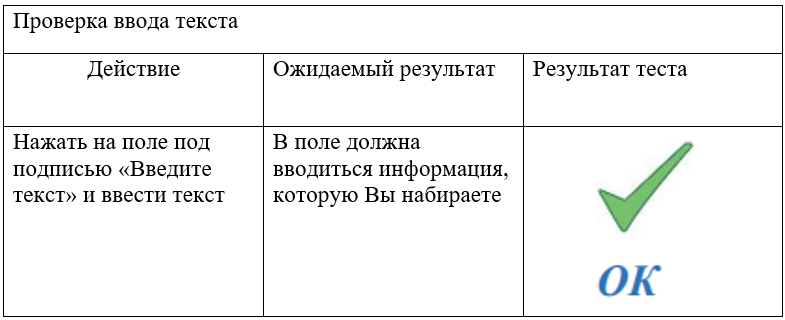 Проверка ввода текста
Действие
Ожидаемый результат
Результат теста
Нажать на поле под
подписью «Введите
текст» и ввести текст
В поле должна
вводиться информация,
которую Вы набираете
ОК